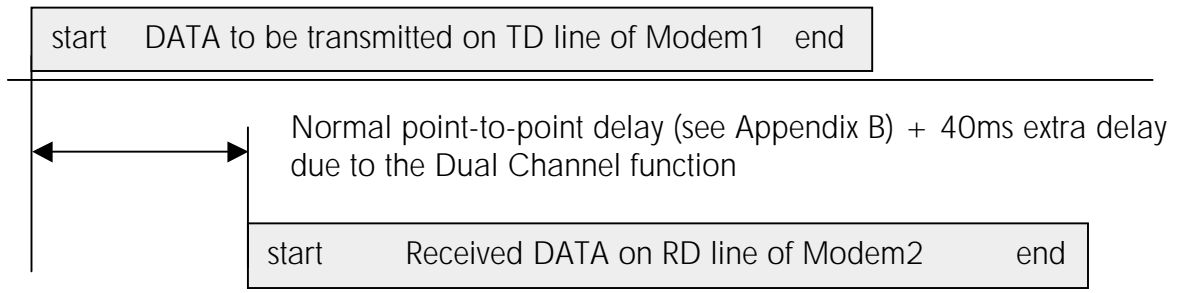 start DATA to be transmitted on TD line of Modem1 end
Normal point-to-point delay (see Appendix B) + 40ms extra delay
due to the Dual Channel function
start Received DATA on RD line of Modem2 end